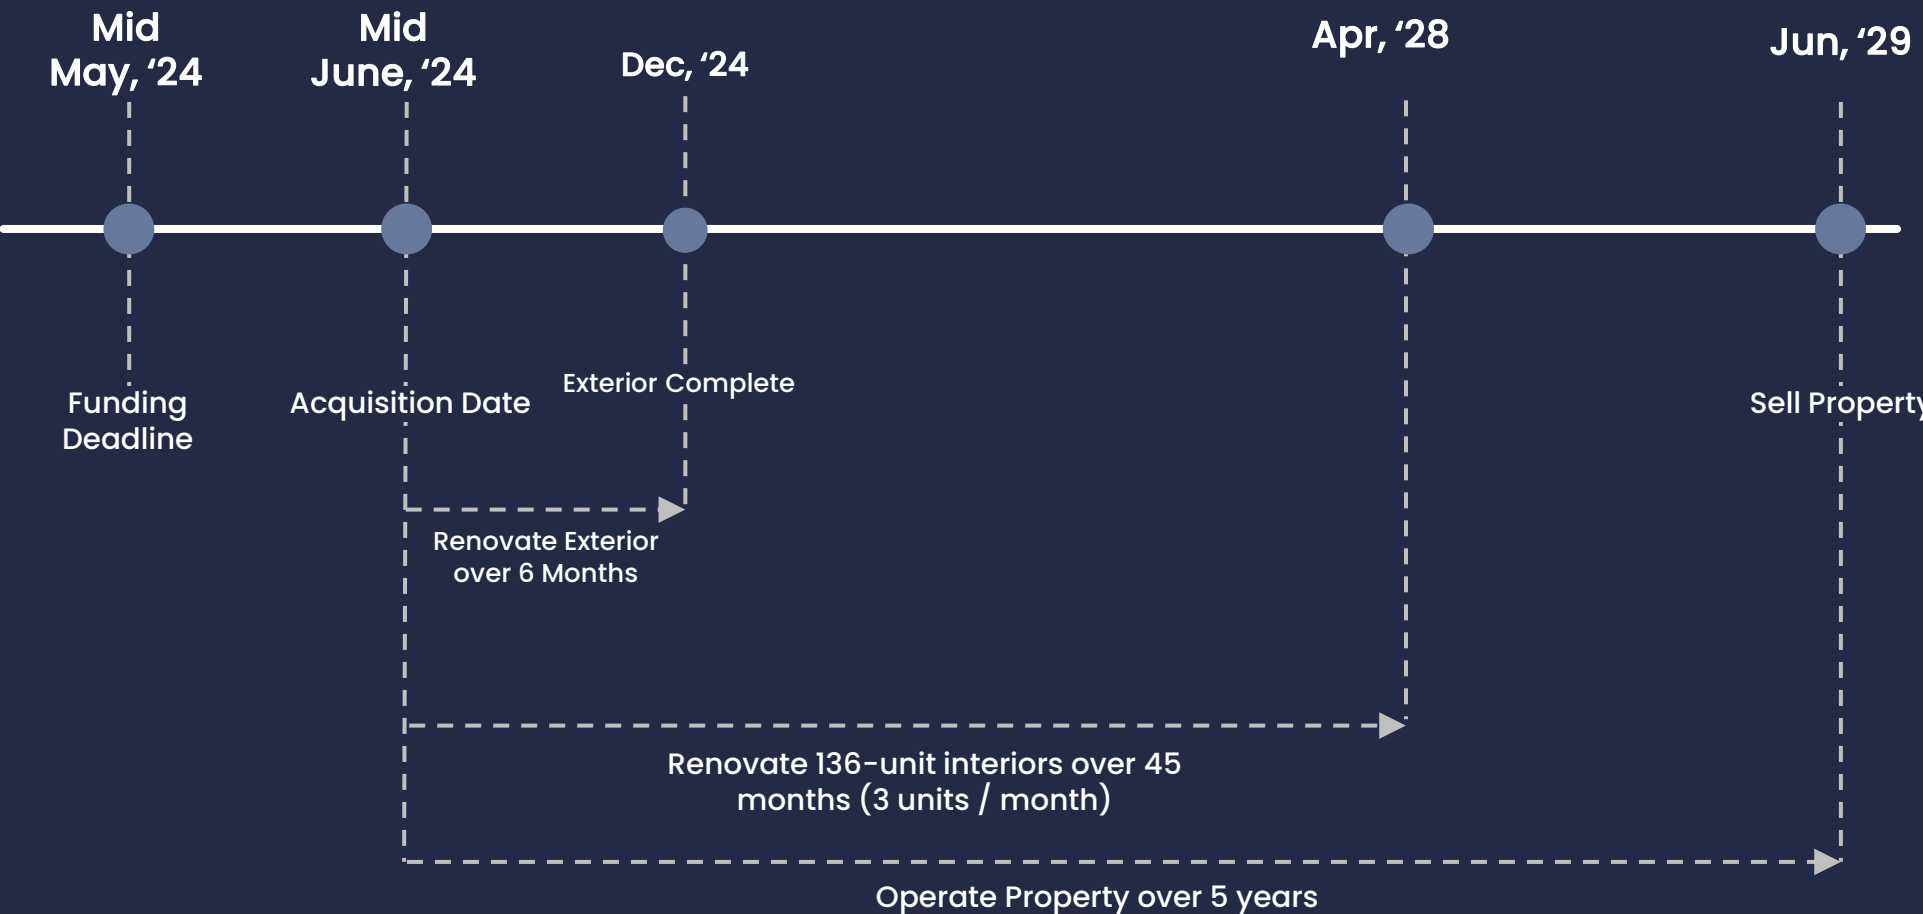 Mid
May, ‘24
Mid
June, ‘24
Dec, ‘24
Apr, ‘28
Jun, ‘29
Funding
Deadline
Acquisition Date
Exterior Complete
Sell Property
Renovate Exterior
over 6 Months
Renovate 136-unit interiors over 45
months (3 units / month)
Operate Property over 5 years